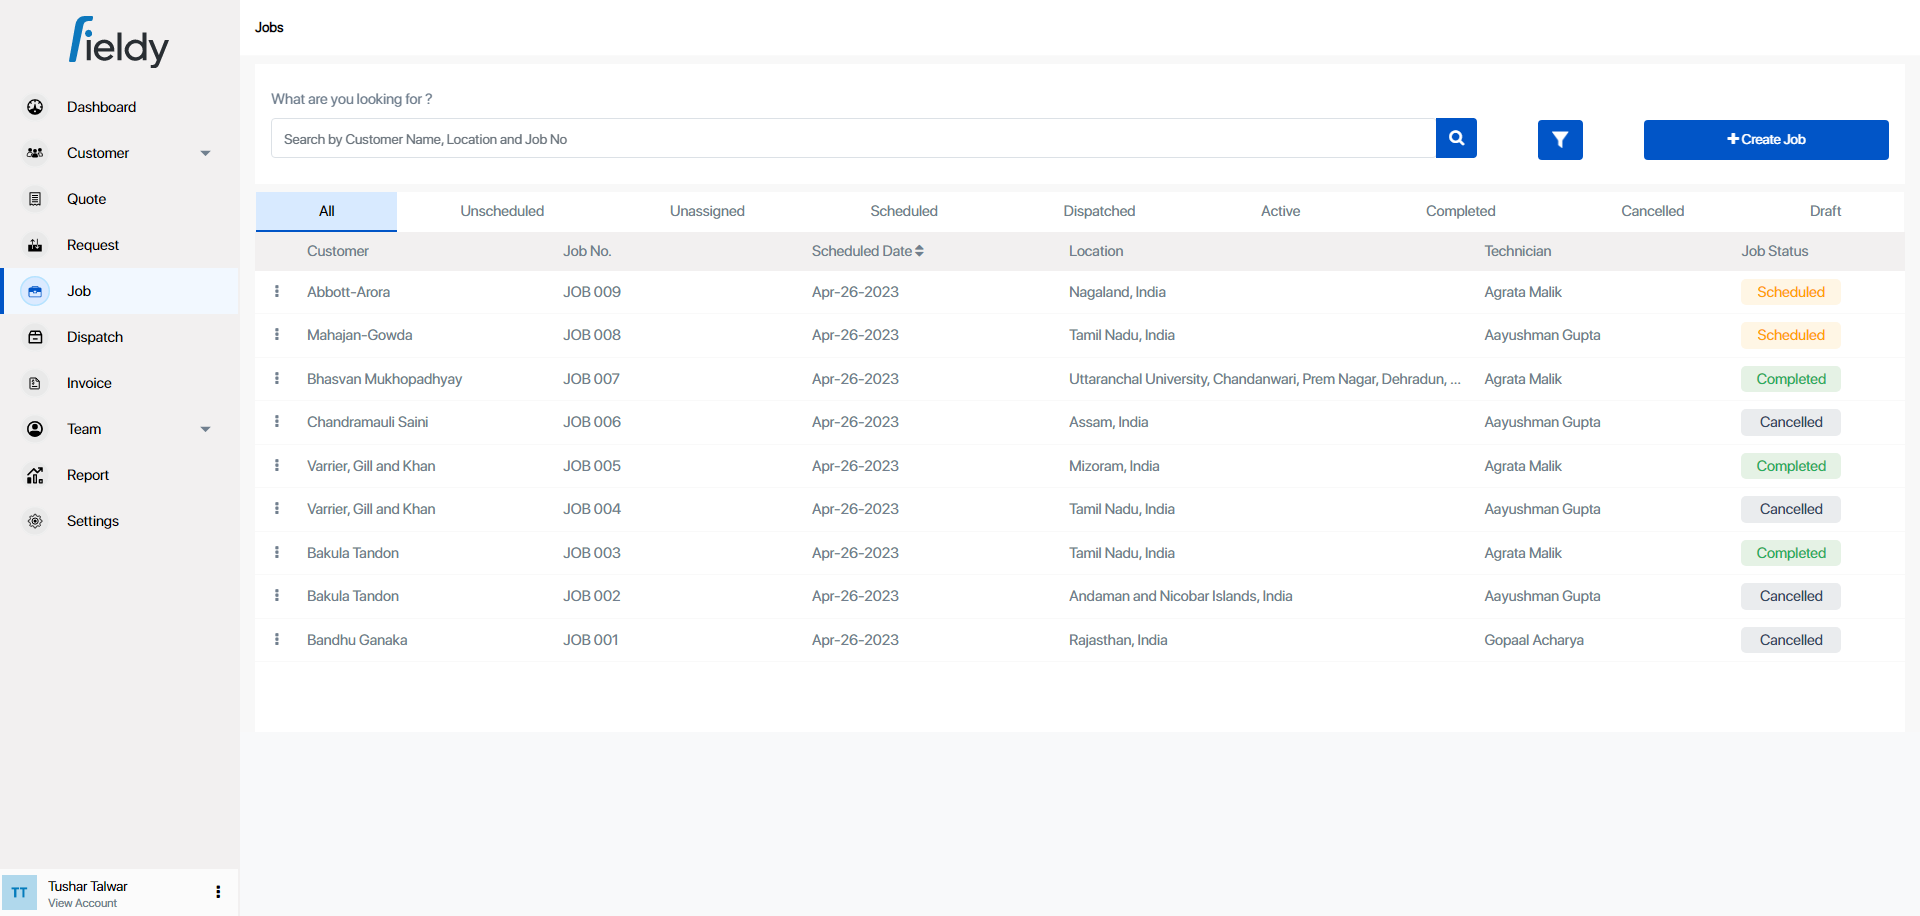 fieldy
Dashboard
Customer
Quote
Request
Job
Dispatch
Invoice
Team
Report
Settings
TT
Tushar Talwar
View Account
Jobs
What are you looking for ?
Search by Customer Name, Location and Job No
Create Job
All Unscheduled Unassigned Scheduled Dispatched Active Completed Cancelled Draft
Customer Job No. Scheduled Date Location Technician Job Status
Abbott-Arora JOB 009 Apr-26-2023 Nagaland, India Agrata Malik Scheduled
Mahajan-Gowda JOB 008 Apr-26-2023 Tamil Nadu, India Aayushman Gupta Scheduled
Bhasvan Mukhopadhyay JOB 007 Apr-26-2023 Uttaranchal University, Chandanwari, Prem Nagar, Dehradun, ... Agrata Malik Completed
Chandramauli Saini JOB 006 Apr-26-2023 Assam, India Aayushman Gupta Cancelled
Varrier, Gill and Khan JOB 005 Apr-26-2023 Mizoram, India Agrata Malik Completed
Varrier, Gill and Khan JOB 004 Apr-26-2023 Tamil Nadu, India Aayushman Gupta Cancelled
Bakula Tandon JOB 003 Apr-26-2023 Tamil Nadu, India Agrata Malik Completed
Bakula Tandon JOB 002 Apr-26-2023 Andaman and Nicobar Islands, India Aayushman Gupta Cancelled
Bandhu Ganaka JOB 001 Apr-26-2023 Rajasthan, India Gopaal Acharya Cancelled